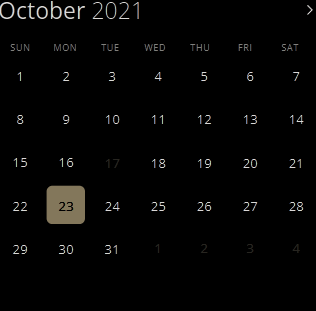 October 2021 >
SUN MON TUE WED THU FRI SAT
1 2 3 4 5 6 7
8 9 10 11 12 13 14
15 16 17 18 19 20 21
22 23 24 25 26 27 28
29 30 31 1 2 3 4